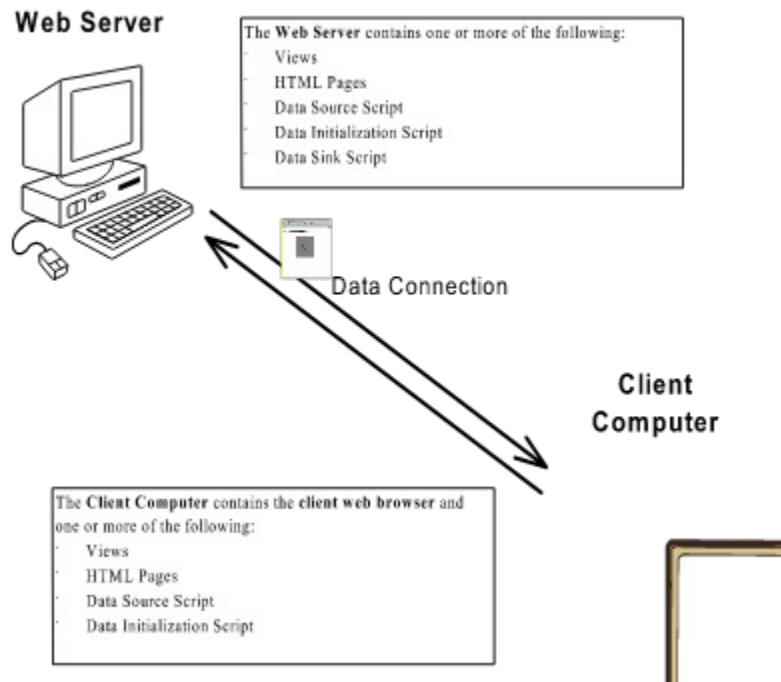 Web Server
The Web Server contains one or more of the following:
Views
HTML Pages
Data Source Script
Data Initialization Script
Data Sink Script
Data Connection
Client
Computer
The Client Computer contains the client web browser and
one or more of the following:
Views
HTML Pages
Data Source Script
Data Initialization Script